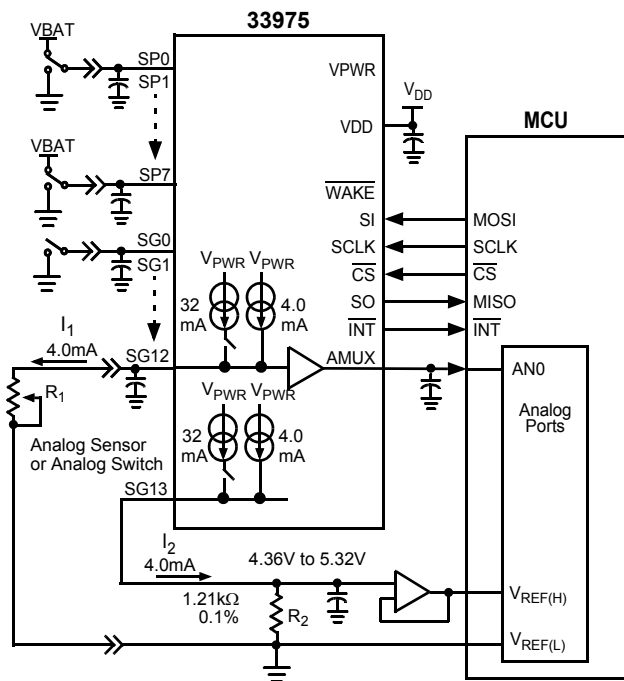 33975
VBAT
SP0
SP1
VPWR
VDD
VDD
MCU
VBAT
SP7
WAKE
SI
MOSI
SG0
SCLK
SCLK
SG1
VPWR VPWR
CS
CS
SO
MISO
32
mA
4.0
mA
INT
INT
I1
4.0mA
SG12
AMUX
AN0
R1
VPWR VPWR
Analog
Ports
Analog Sensor
or Analog Switch
32
mA
4.0
mA
SG13
I2
4.0mA
4.36V to 5.32V
1.21kΩ
0.1%
R2
VREF(H)
VREF(L)